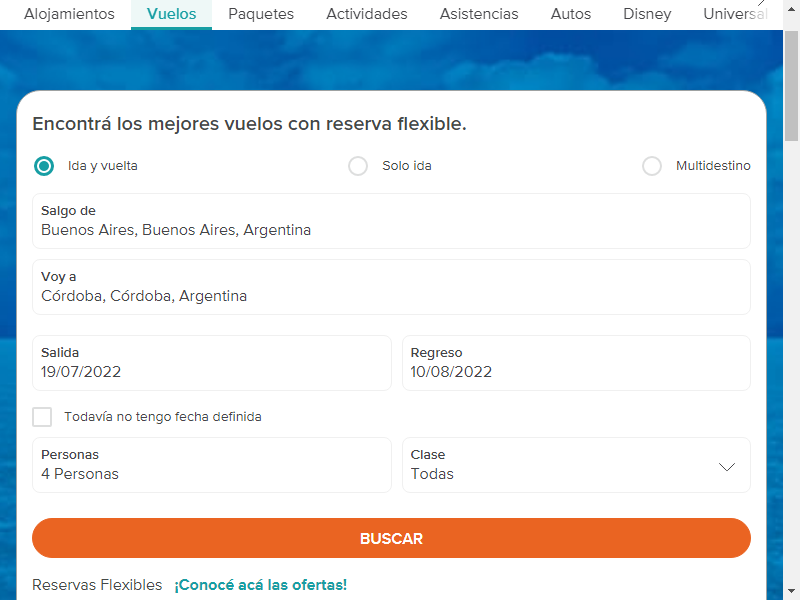 Alojamientos Vuelos Paquetes Actividades Asistencias Autos Disney Universal
Encontrá los mejores vuelos con reserva flexible.
Ida y vuelta Solo ida Multidestino
Salgo de
Buenos Aires, Buenos Aires, Argentina
Voy a
Córdoba, Córdoba, Argentina
Salida Regreso
19/07/2022 10/08/2022
Todavía no tengo fecha definida
Personas Clase
4 Personas Todas
BUSCAR
Reservas Flexibles ¡Conocé acá las ofertas!